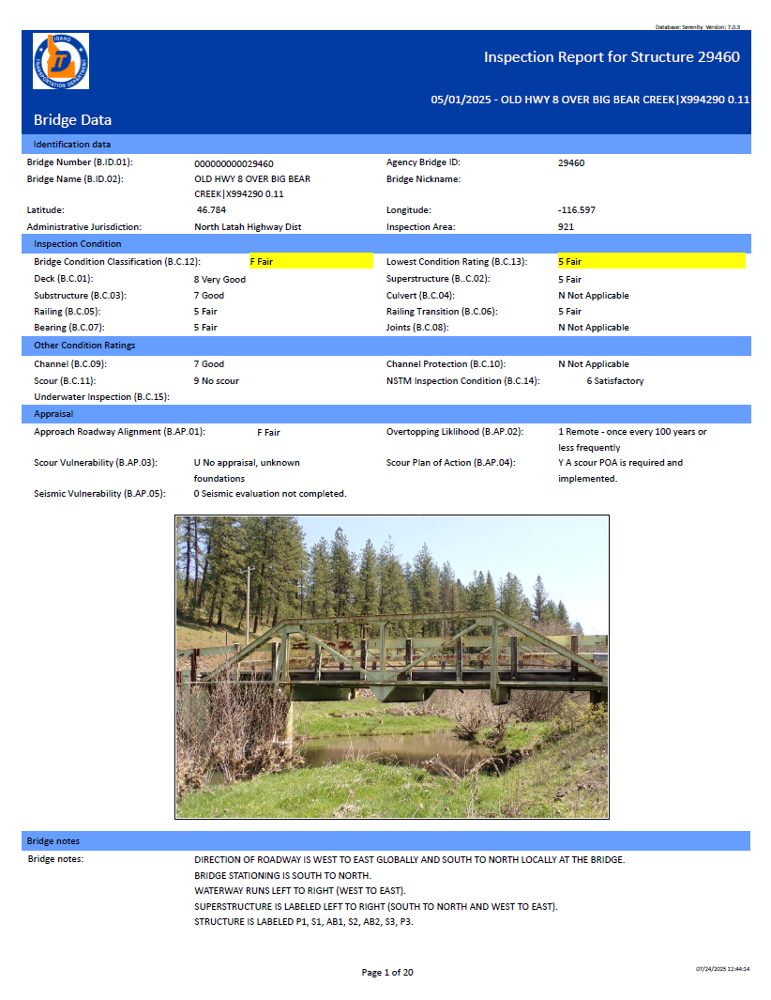 Database: Serenity Version: 7.0.3
IDAHO
TRANSPORTATION DEPARTMENT
Inspection Report for Structure 29460
05/01/2025 - OLD HWY 8 OVER BIG BEAR CREEK|X994290 0.11
Bridge Data
Identification data
Bridge Number (B.ID.01): 000000000029460 Agency Bridge ID: 29460
Bridge Name (B.ID.02): OLD HWY 8 OVER BIG BEAR Bridge Nickname:
CREEK|X994290 0.11
Latitude: 46.784 Longitude: -116.597
Administrative Jurisdiction: North Latah Highway Dist Inspection Area: 921
Inspection Condition
Bridge Condition Classification (B.C.12): F Fair Lowest Condition Rating (B.C.13): 5 Fair
Deck (B.C.01): 8 Very Good Superstructure (B..C.02): 5 Fair
Substructure (B.C.03): 7 Good Culvert (B.C.04): N Not Applicable
Railing (B.C.05): 5 Fair Railing Transition (B.C.06): 5 Fair
Bearing (B.C.07): 5 Fair Joints (B.C.08): N Not Applicable
Other Condition Ratings
Channel (B.C.09): 7 Good Channel Protection (B.C.10): N Not Applicable
Scour (B.C.11): 9 No scour NSTM Inspection Condition (B.C.14): 6 Satisfactory
Underwater Inspection (B.C.15):
Appraisal
Approach Roadway Alignment (B.AP.01): F Fair Overtopping Liklihood (B.AP.02): 1 Remote - once every 100 years or
less frequently
Scour Vulnerability (B.AP.03): U No appraisal, unknown Scour Plan of Action (B.AP.04): Y A scour POA is required and
foundations implemented.
Seismic Vulnerability (B.AP.05): 0 Seismic evaluation not completed.
Bridge notes
Bridge notes: DIRECTION OF ROADWAY IS WEST TO EAST GLOBALLY AND SOUTH TO NORTH LOCALLY AT THE BRIDGE.
BRIDGE STATIONING IS SOUTH TO NORTH.
WATERWAY RUNS LEFT TO RIGHT (WEST TO EAST).
SUPERSTRUCTURE IS LABELED LEFT TO RIGHT (SOUTH TO NORTH AND WEST TO EAST).
STRUCTURE IS LABELED P1, S1, AB1, S2, AB2, S3, P3.
Page 1 of 20
07/24/2025 12:44:14